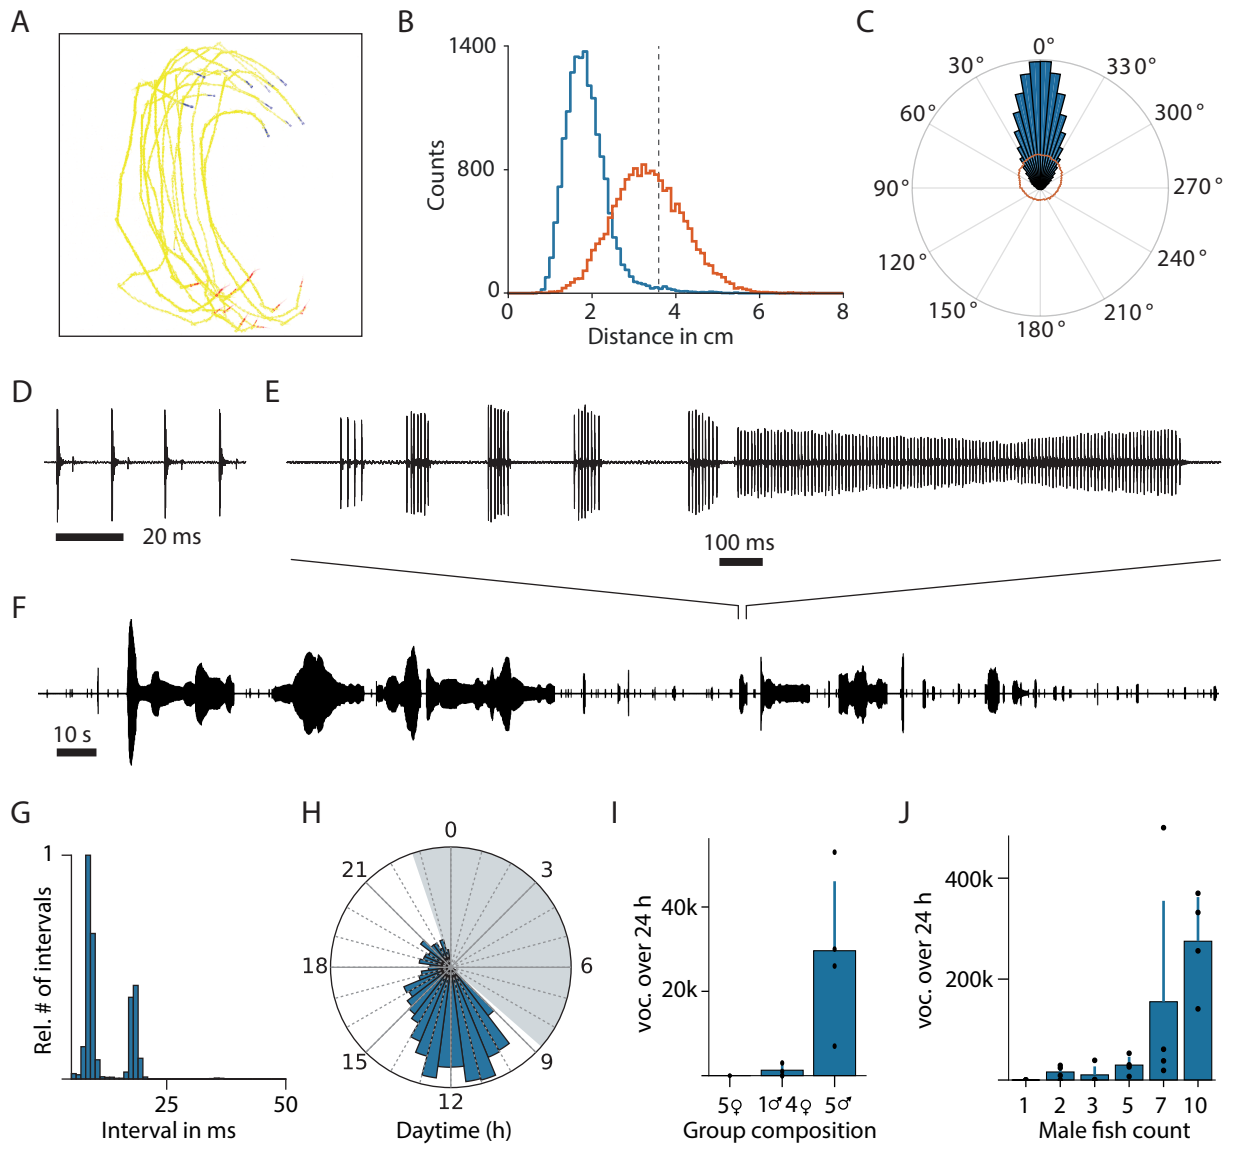 A
B
1400
800
0
Counts
0 2 4 6 8
Distance in cm
C
0°
30° 330°
60° 300°
90° 270°
120° 240°
150° 210°
180°
D
20 ms
E
100 ms
F
10 s
G
1
Rel. # of intervals
25 50
Interval in ms
H
0
21 3
18 6
15 9
12
Daytime (h)
I
voc. over 24 h
40k
20k
5♀ 1♂4♀ 5♂
Group composition
J
voc. over 24 h
400k
200k
1 2 3 5 7 10
Male fish count